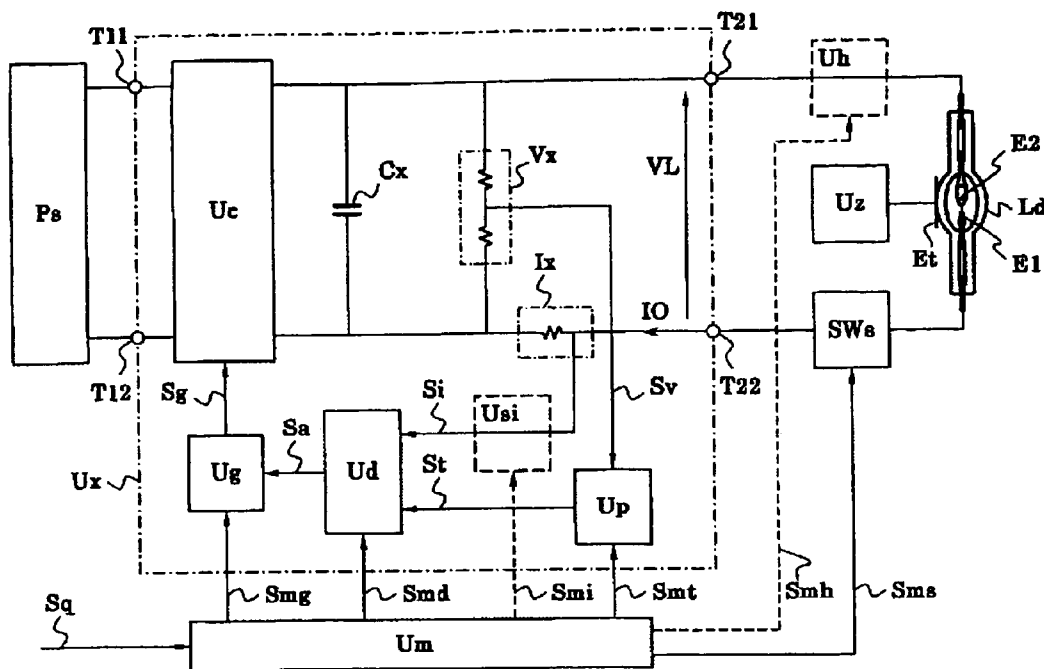 T11
T21
Uh
Ps
Uc
Cx
Vx
VL
Uz
E2
Ld
Et
E1
Ix
IO
SWs
T12
T22
Sg
Si
Usi
Sv
Sa
Ug
Ud
St
Up
Ux
Smg
Smd
Smi
Smt
Smh
Sms
Sq
Um